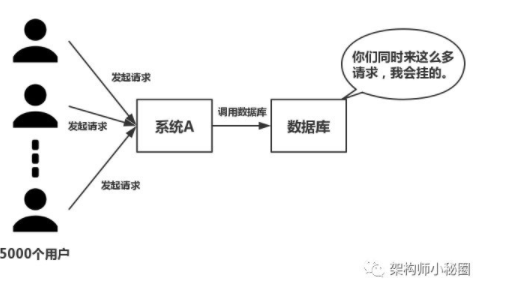 你们同时来这么多
请求，我会挂的。
发起请求
发起请求
发起请求
系统A
调用数据库
数据库
5000个用户
架构师小秘圈